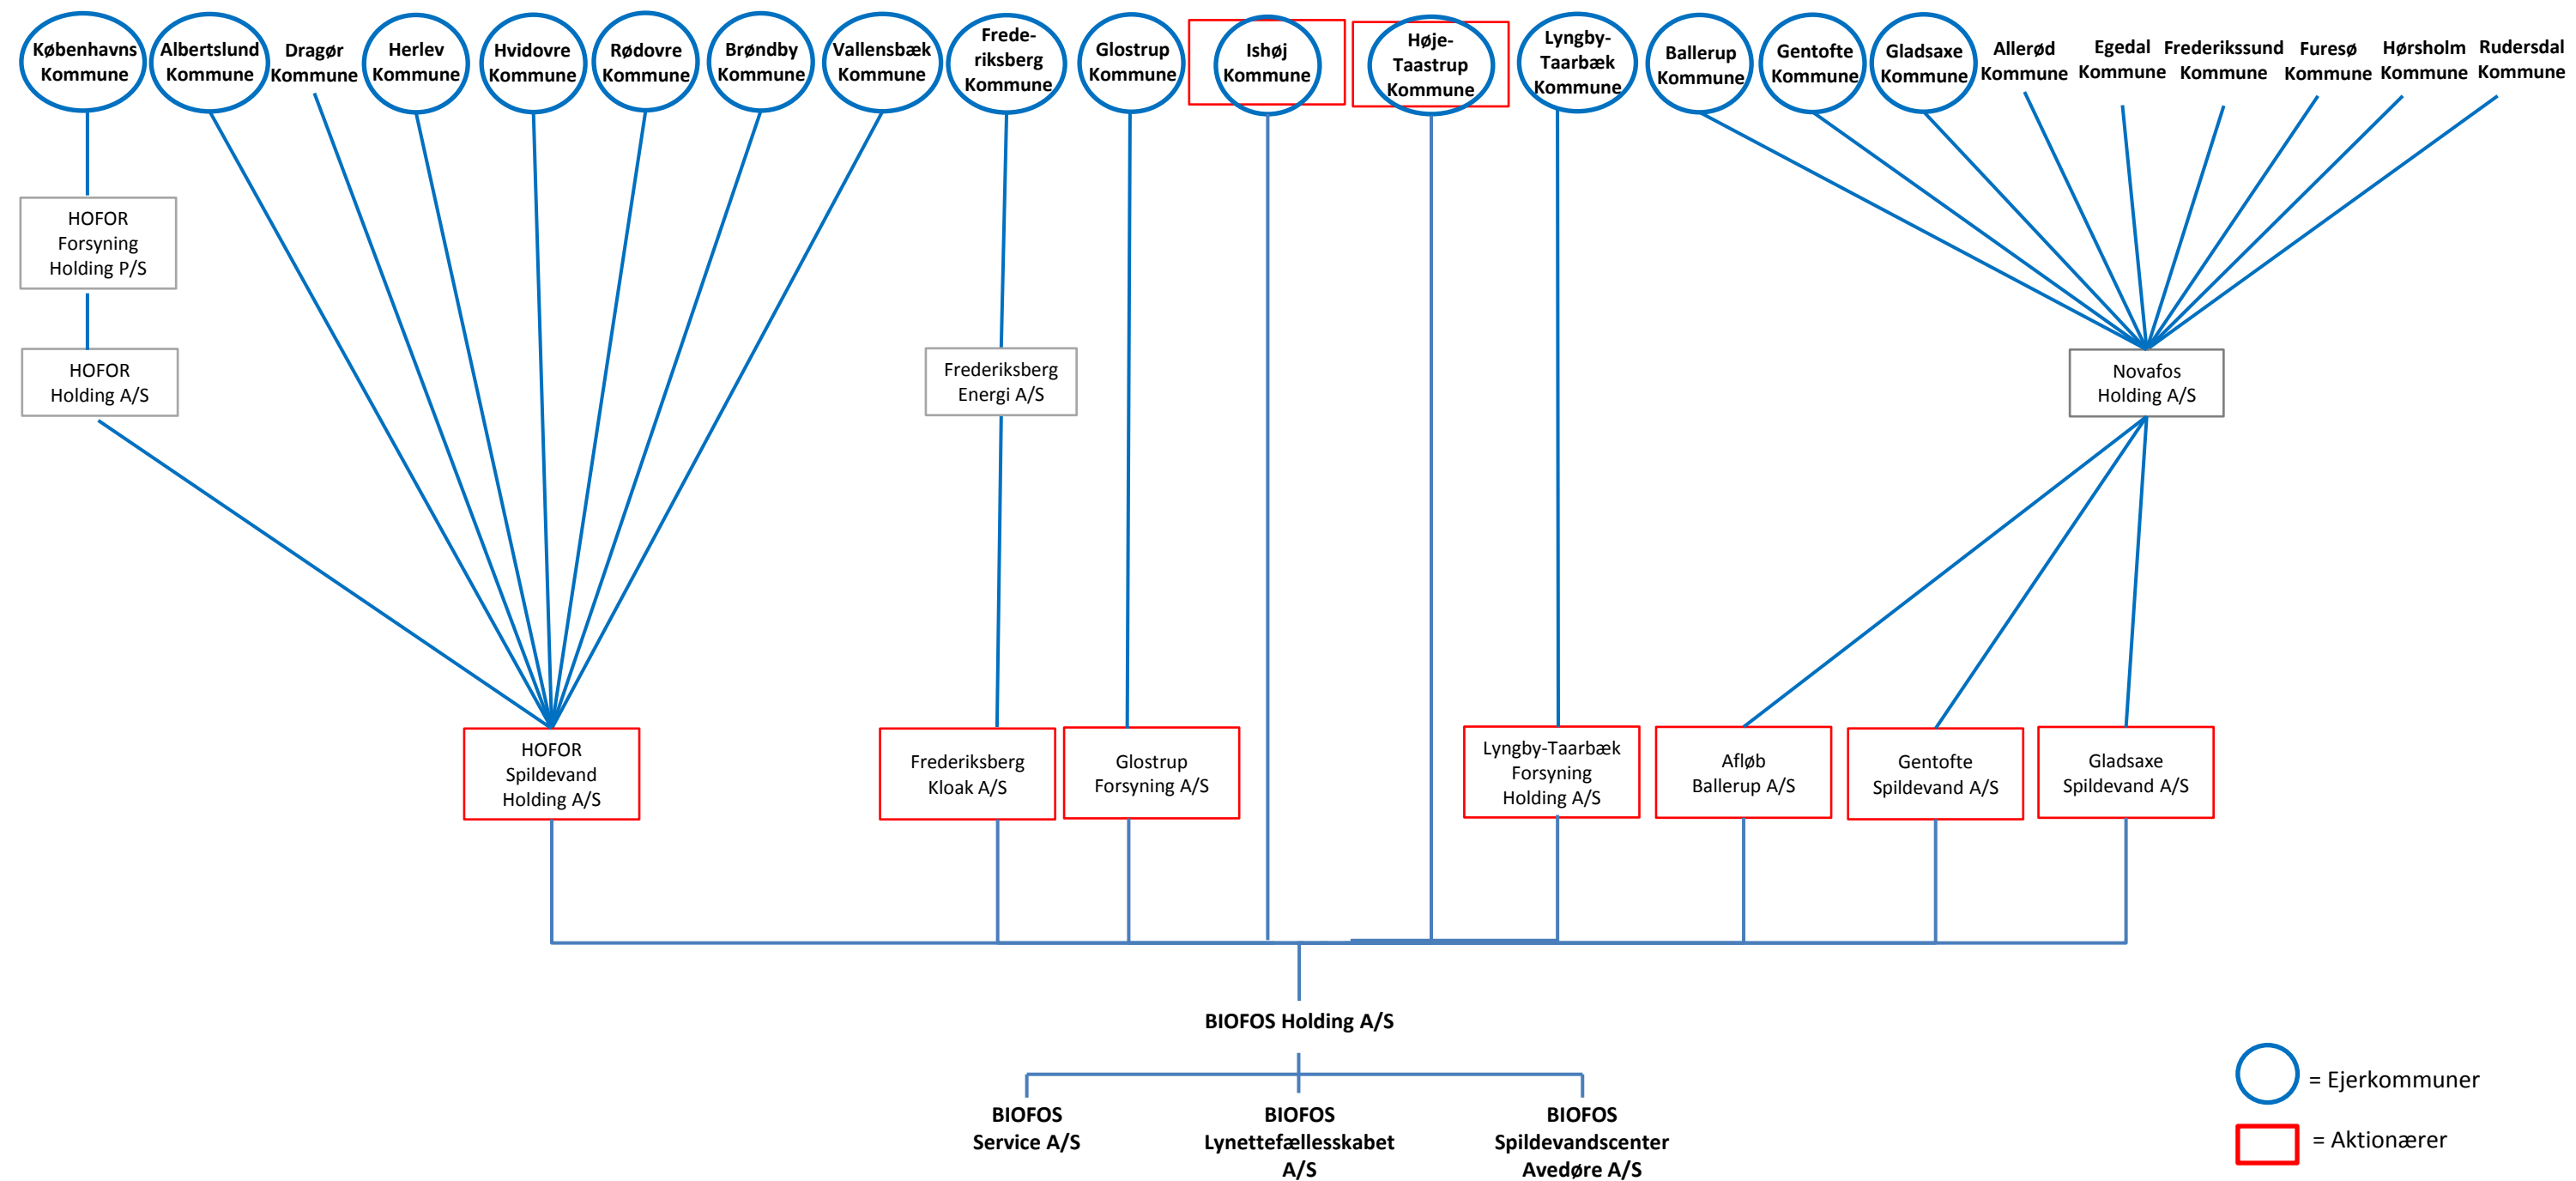 Københavns
Kommune
Albertslund
Kommune
Dragør
Kommune
Herlev
Kommune
Hvidovre
Kommune
Rødovre
Kommune
Brøndby
Kommune
Vallensbæk
Kommune
Frede-
riksberg
Kommune
Glostrup
Kommune
Ishøj
Kommune
Høje-
Taastrup
Kommune
Lyngby-
Taarbæk
Kommune
Ballerup
Kommune
Gentofte
Kommune
Gladsaxe
Kommune
Allerød
Kommune
Egedal
Kommune
Frederikssund
Kommune
Furesø
Kommune
Hørsholm
Kommune
Rudersdal
Kommune
HOFOR
Forsyning
Holding P/S
HOFOR
Holding A/S
Frederiksberg
Energi A/S
Novafos
Holding A/S
HOFOR
Spildevand
Holding A/S
Frederiksberg
Kloak A/S
Glostrup
Forsyning A/S
Lyngby-Taarbæk
Forsyning
Holding A/S
Afløb
Ballerup A/S
Gentofte
Spildevand A/S
Gladsaxe
Spildevand A/S
BIOFOS Holding A/S
BIOFOS
Service A/S
BIOFOS
Lynettefællesskabet
A/S
BIOFOS
Spildevandscenter
Avedøre A/S
= Ejerkommuner
= Aktionærer